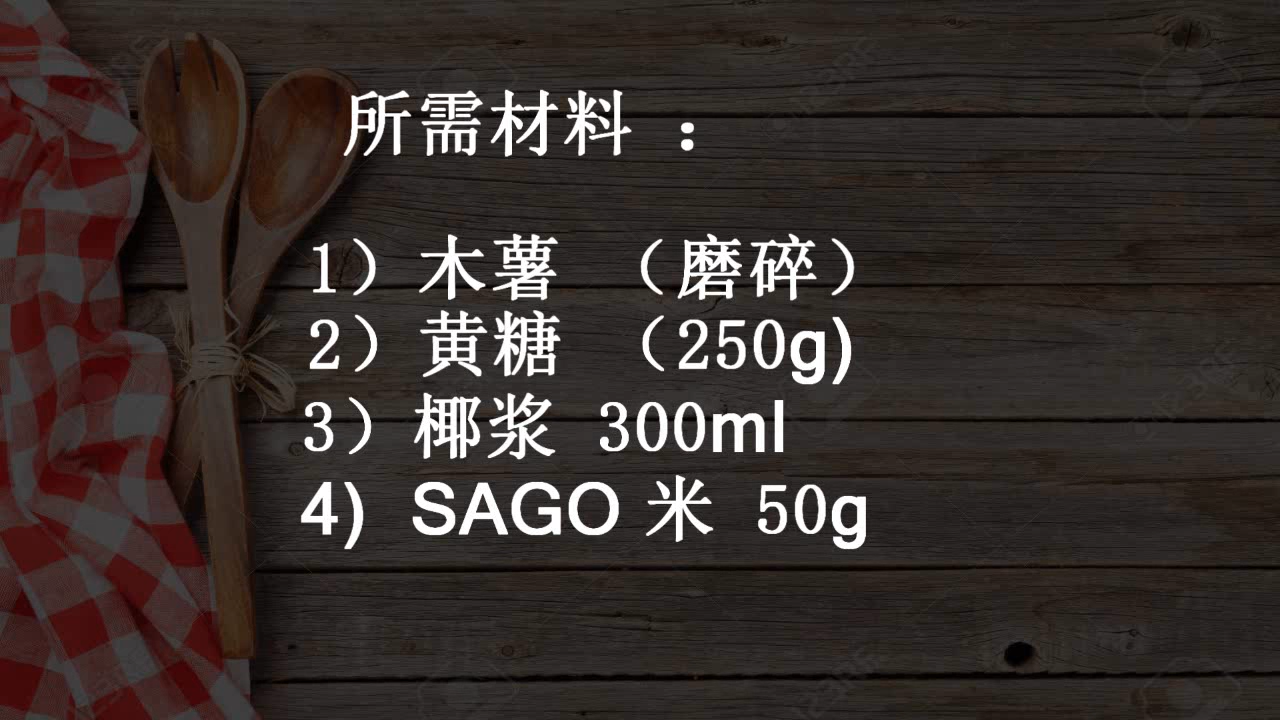 所需材料 ：
1）木薯 （磨碎）
2）黄糖 （250g)
3）椰浆 300ml
4) SAGO 米 50g